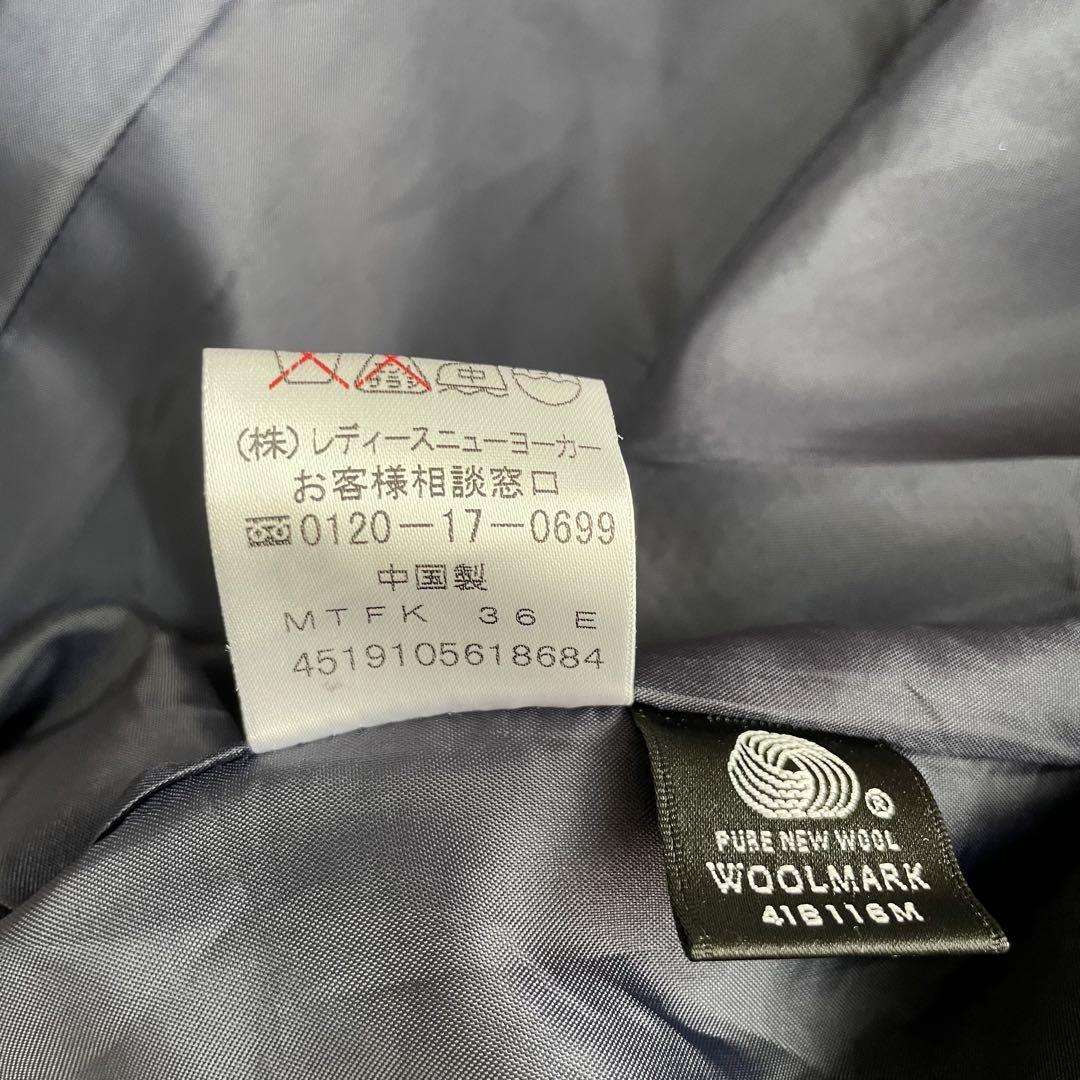 (株)レディースニューヨーカー
お客様相談窓口
0120-17-0699
中国製
MTFK 36 E
4519105618684
®
PURE NEW WOOL
WOOLMARK
41B116M